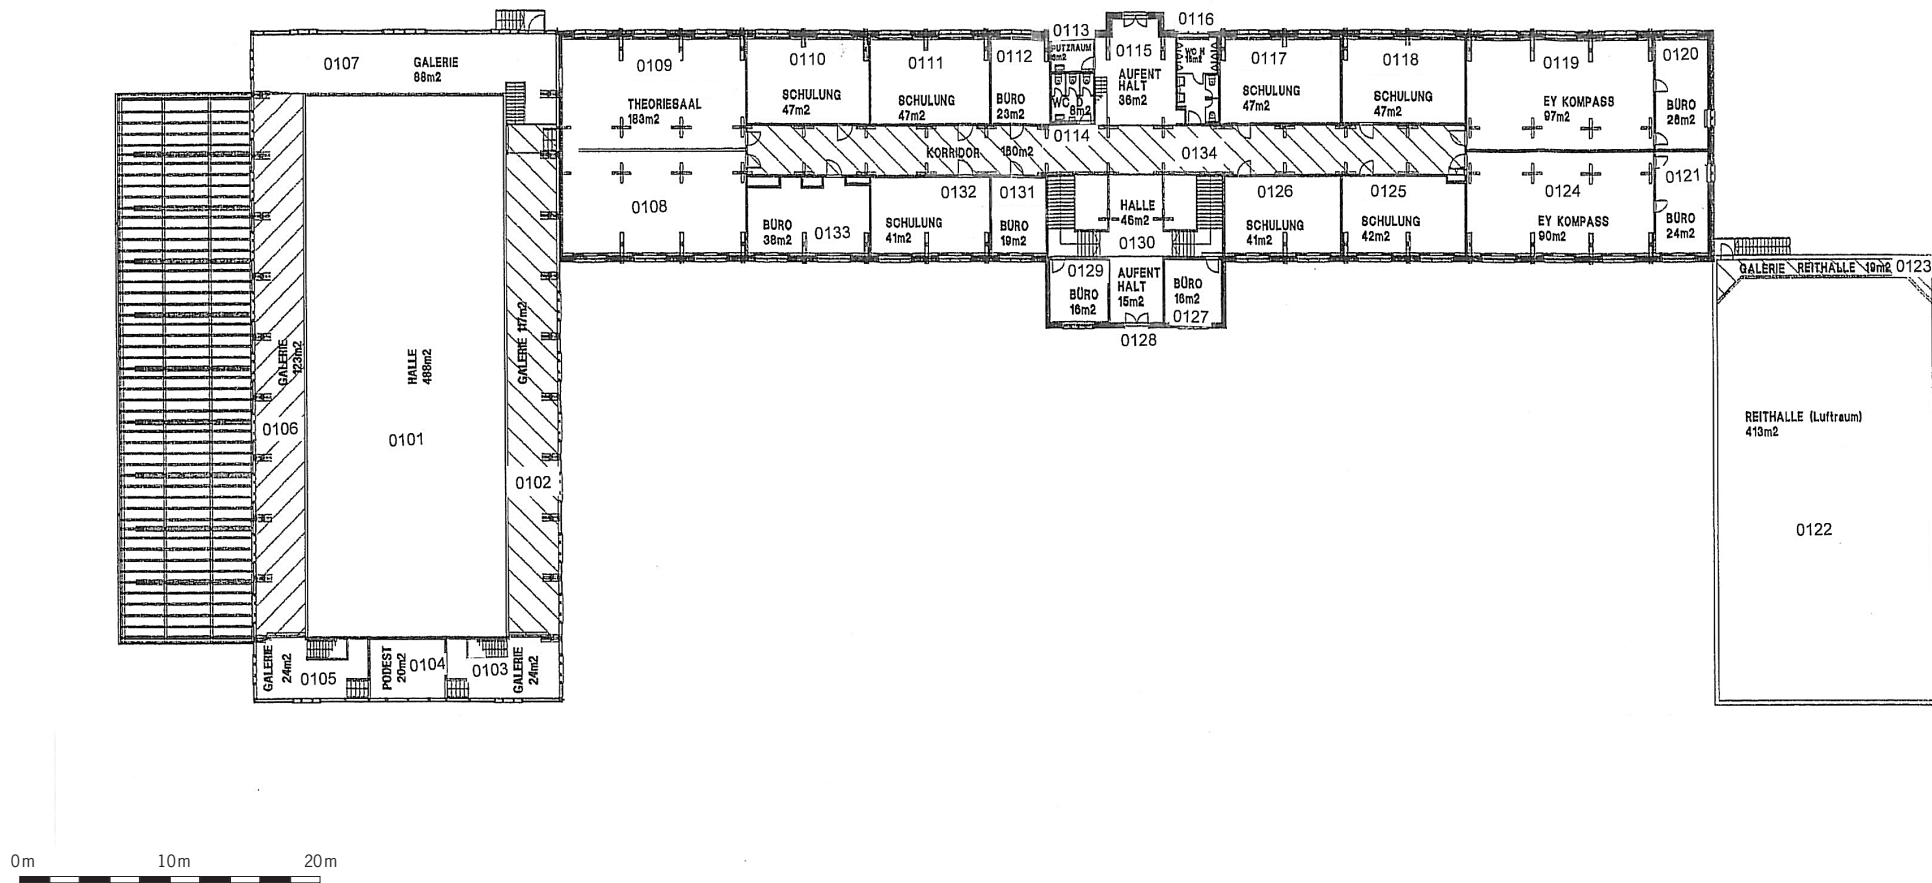 0107
GALERIE
88m2
0109
THEORIESAAL
183m2
0110
SCHULUNG
47m2
0111
SCHULUNG
47m2
0112
BÜRO
23m2
0113
PUTZRAUM
WC D
8m2
0114
0115
AUFENT
HALT
36m2
0116
WC H
0117
SCHULUNG
47m2
0118
SCHULUNG
47m2
0119
EY KOMPASS
97m2
0120
BÜRO
26m2
KORRIDOR 160m2
0134
0108
BÜRO
38m2
0133
0132
SCHULUNG
41m2
0131
BÜRO
19m2
HALLE
46m2
0130
0126
SCHULUNG
41m2
0125
SCHULUNG
42m2
0124
EY KOMPASS
90m2
0121
BÜRO
24m2
0129
BÜRO
16m2
AUFENT
HALT
15m2
0128
BÜRO
16m2
0127
GALERIE REITHALLE 19m2 0123
REITHALLE (Luftraum)
413m2
0122
GALERIE
123m2
0106
HALLE
488m2
0101
GALERIE 117m2
0102
GALERIE
24m2
0105
PODEST
20m2
0104
0103
GALERIE
24m2
0m 10m 20m